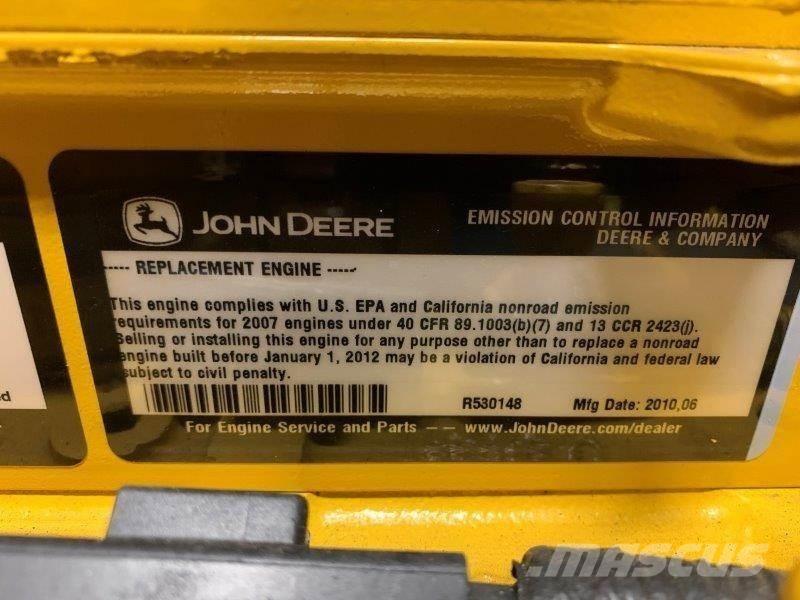 JOHN DEERE
EMISSION CONTROL INFORMATION
DEERE & COMPANY
----- REPLACEMENT ENGINE -----
This engine complies with U.S. EPA and California nonroad emission
requirements for 2007 engines under 40 CFR 89.1003(b)(7) and 13 CCR 2423(j).
Selling or installing this engine for any purpose other than to replace a nonroad
engine built before January 1, 2012 may be a violation of California and federal law
subject to civil penalty.
R530148 Mfg Date: 2010,06
For Engine Service and Parts -- www.JohnDeere.com/dealer
ed
mascus